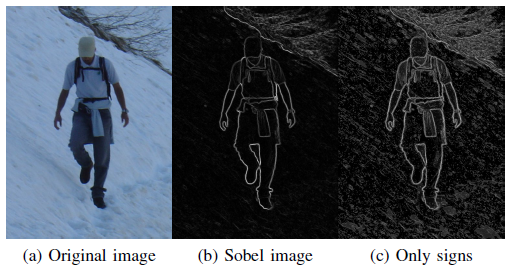 (a) Original image
(b) Sobel image
(c) Only signs